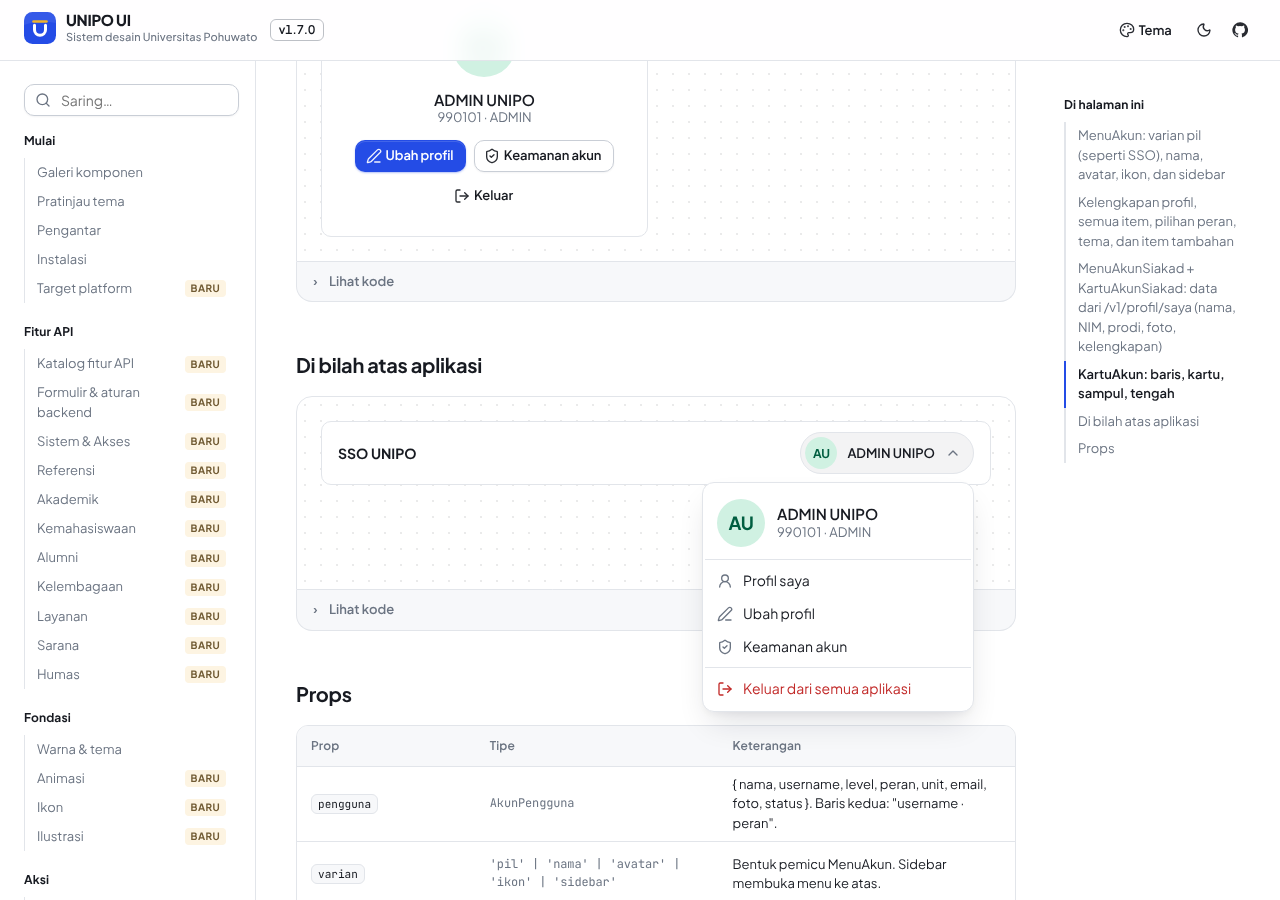 UNIPO UI
Sistem desain Universitas Pohuwato
v1.7.0
Tema
Saring...
Mulai
Galeri komponen
Pratinjau tema
Pengantar
Instalasi
Target platform BARU
Fitur API
Katalog fitur API BARU
Formulir & aturan
backend BARU
Sistem & Akses BARU
Referensi BARU
Akademik BARU
Kemahasiswaan BARU
Alumni BARU
Kelembagaan BARU
Layanan BARU
Sarana BARU
Humas BARU
Fondasi
Warna & tema
Animasi BARU
Ikon BARU
Ilustrasi BARU
Aksi
ADMIN UNIPO
990101 · ADMIN
Ubah profil Keamanan akun
Keluar
› Lihat kode
Di bilah atas aplikasi
SSO UNIPO AU ADMIN UNIPO
AU ADMIN UNIPO
990101 · ADMIN
Profil saya
Ubah profil
Keamanan akun
Keluar dari semua aplikasi
› Lihat kode
Props
Prop Tipe Keterangan
pengguna AkunPengguna { nama, username, level, peran, unit, email,
foto, status }. Baris kedua: "username ·
peran".
varian 'pil' | 'nama' | 'avatar' |
'ikon' | 'sidebar'
Bentuk pemicu MenuAkun. Sidebar
membuka menu ke atas.
Di halaman ini
MenuAkun: varian pil
(seperti SSO), nama,
avatar, ikon, dan sidebar
Kelengkapan profil,
semua item, pilihan peran,
tema, dan item tambahan
MenuAkunSiakad +
KartuAkunSiakad: data
dari /v1/profil/saya (nama,
NIM, prodi, foto,
kelengkapan)
KartuAkun: baris, kartu,
sampul, tengah
Di bilah atas aplikasi
Props